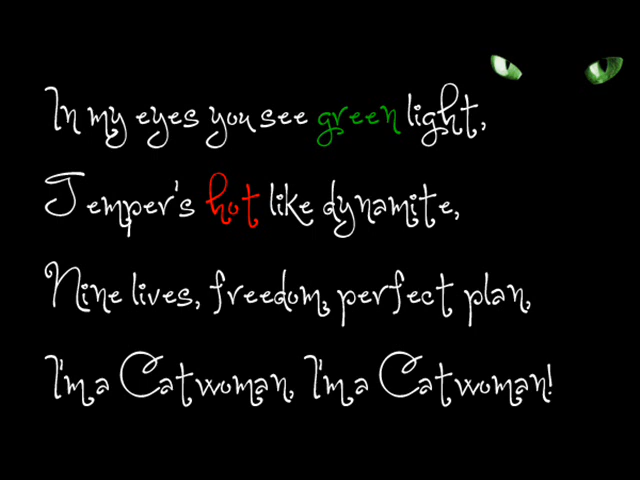 In my eyes you see green light,
Temper's hot like dynamite,
Nine lives, freedom, perfect plan,
I'm a Catwoman, I'm a Catwoman!